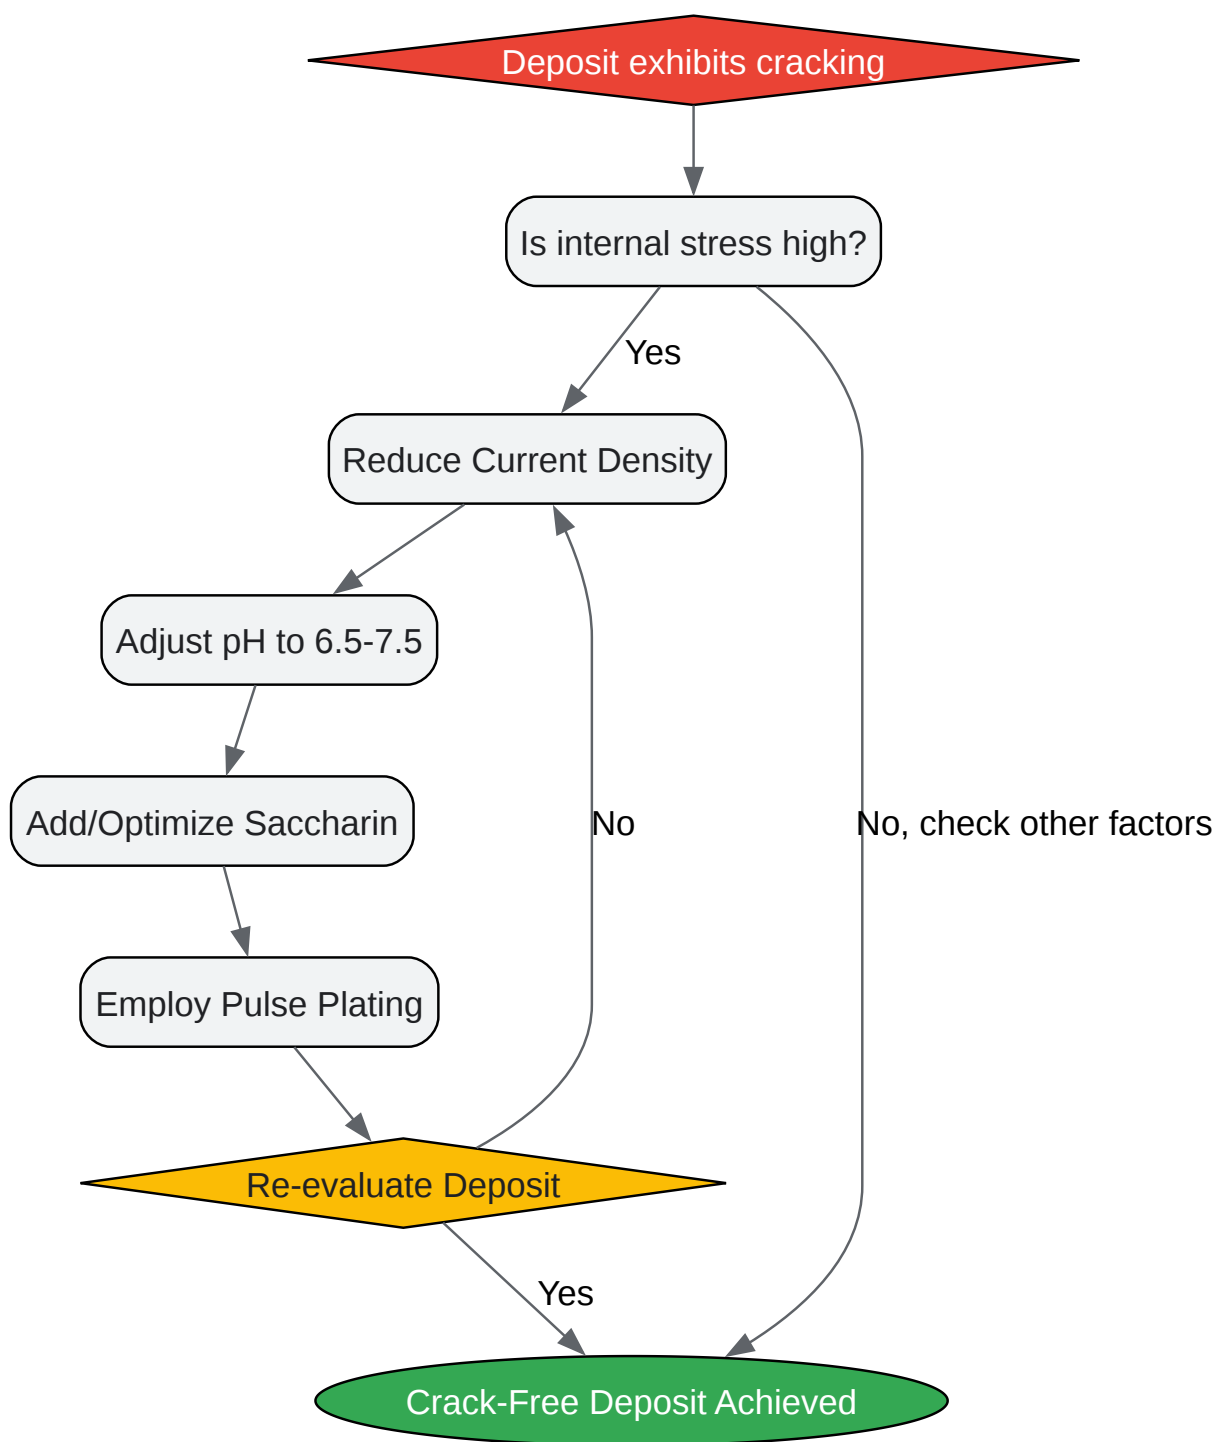 Deposit exhibits cracking
Is internal stress high?
Yes
Reduce Current Density
Adjust pH to 6.5-7.5
Add/Optimize Saccharin
No
No, check other factors
Employ Pulse Plating
Re-evaluate Deposit
Yes
Crack-Free Deposit Achieved